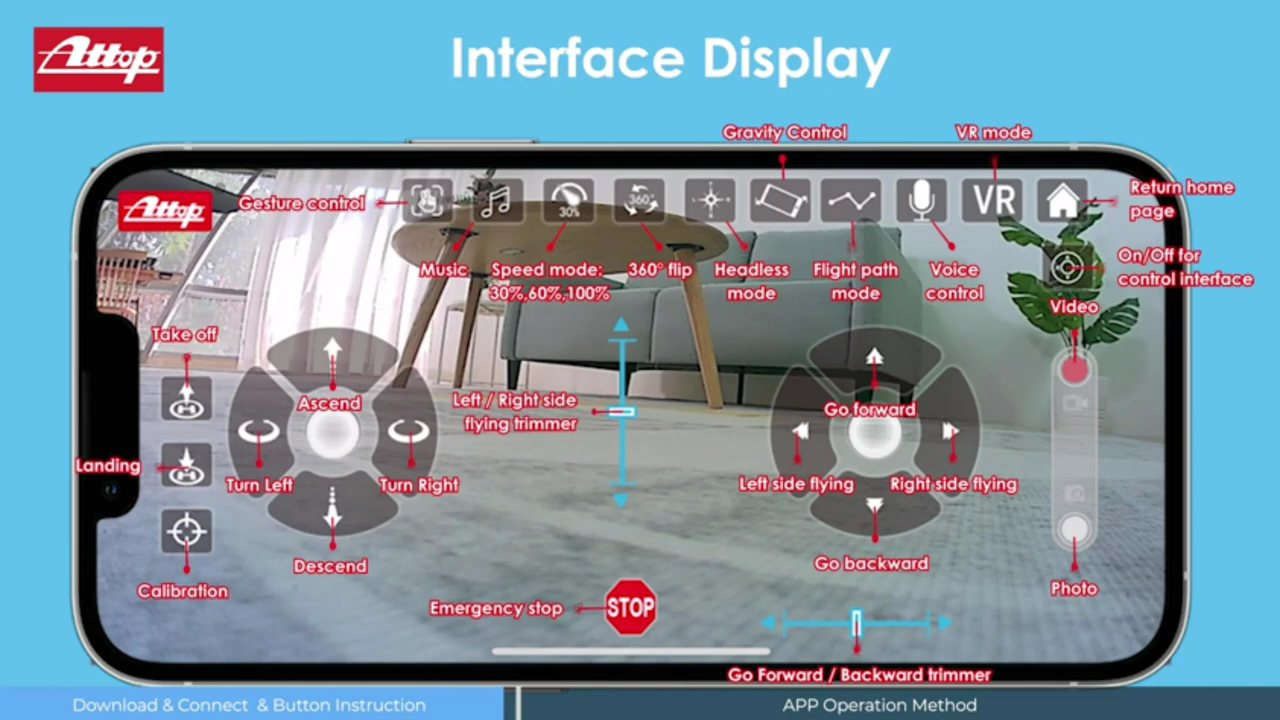 Attop
Interface Display
Gravity Control
VR mode
Attop
Gesture control
30%
360°
VR
Return home
page
Music
Speed mode:
30%,60%,100%
360° flip
Headless
mode
Flight path
mode
Voice
control
On/Off for
control interface
Video
Take off
Ascend
Left / Right side
flying trimmer
Go forward
Landing
Turn Left
Turn Right
Left side flying
Right side flying
Descend
Go backward
Calibration
Photo
Emergency stop
STOP
Go Forward / Backward trimmer
Download & Connect & Button Instruction
APP Operation Method